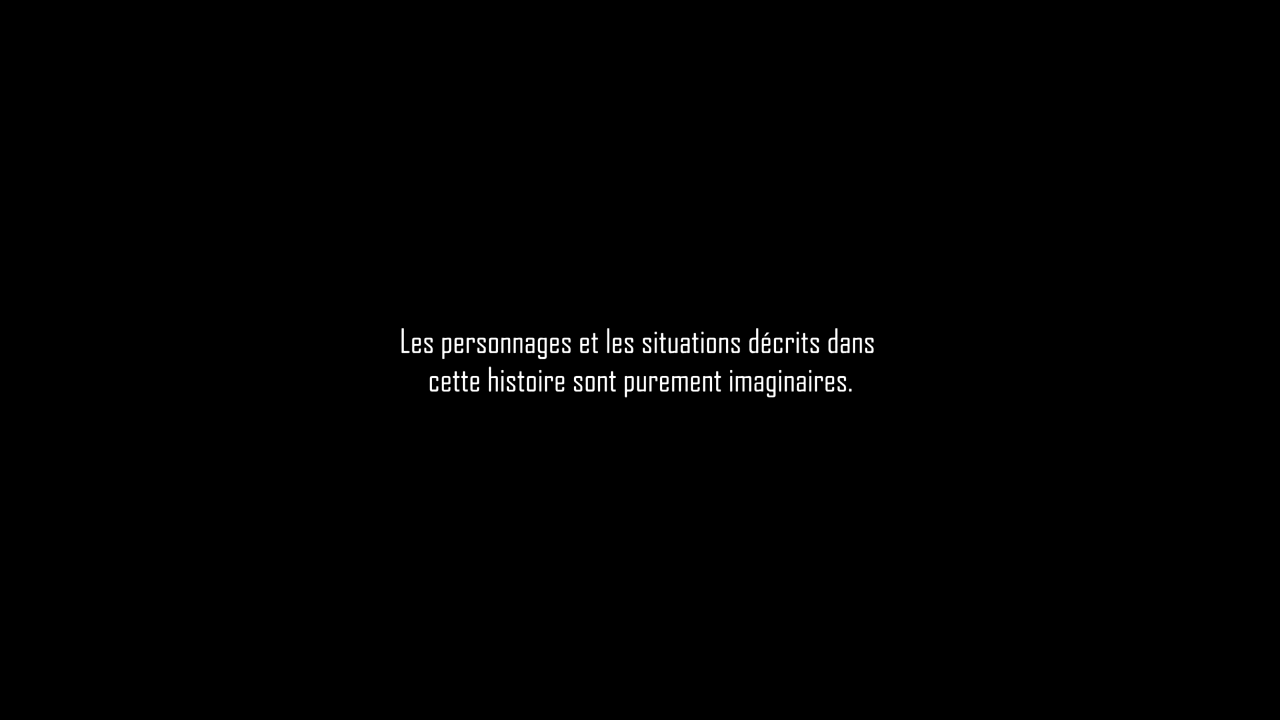 Les personnages et les situations décrits dans
cette histoire sont purement imaginaires.